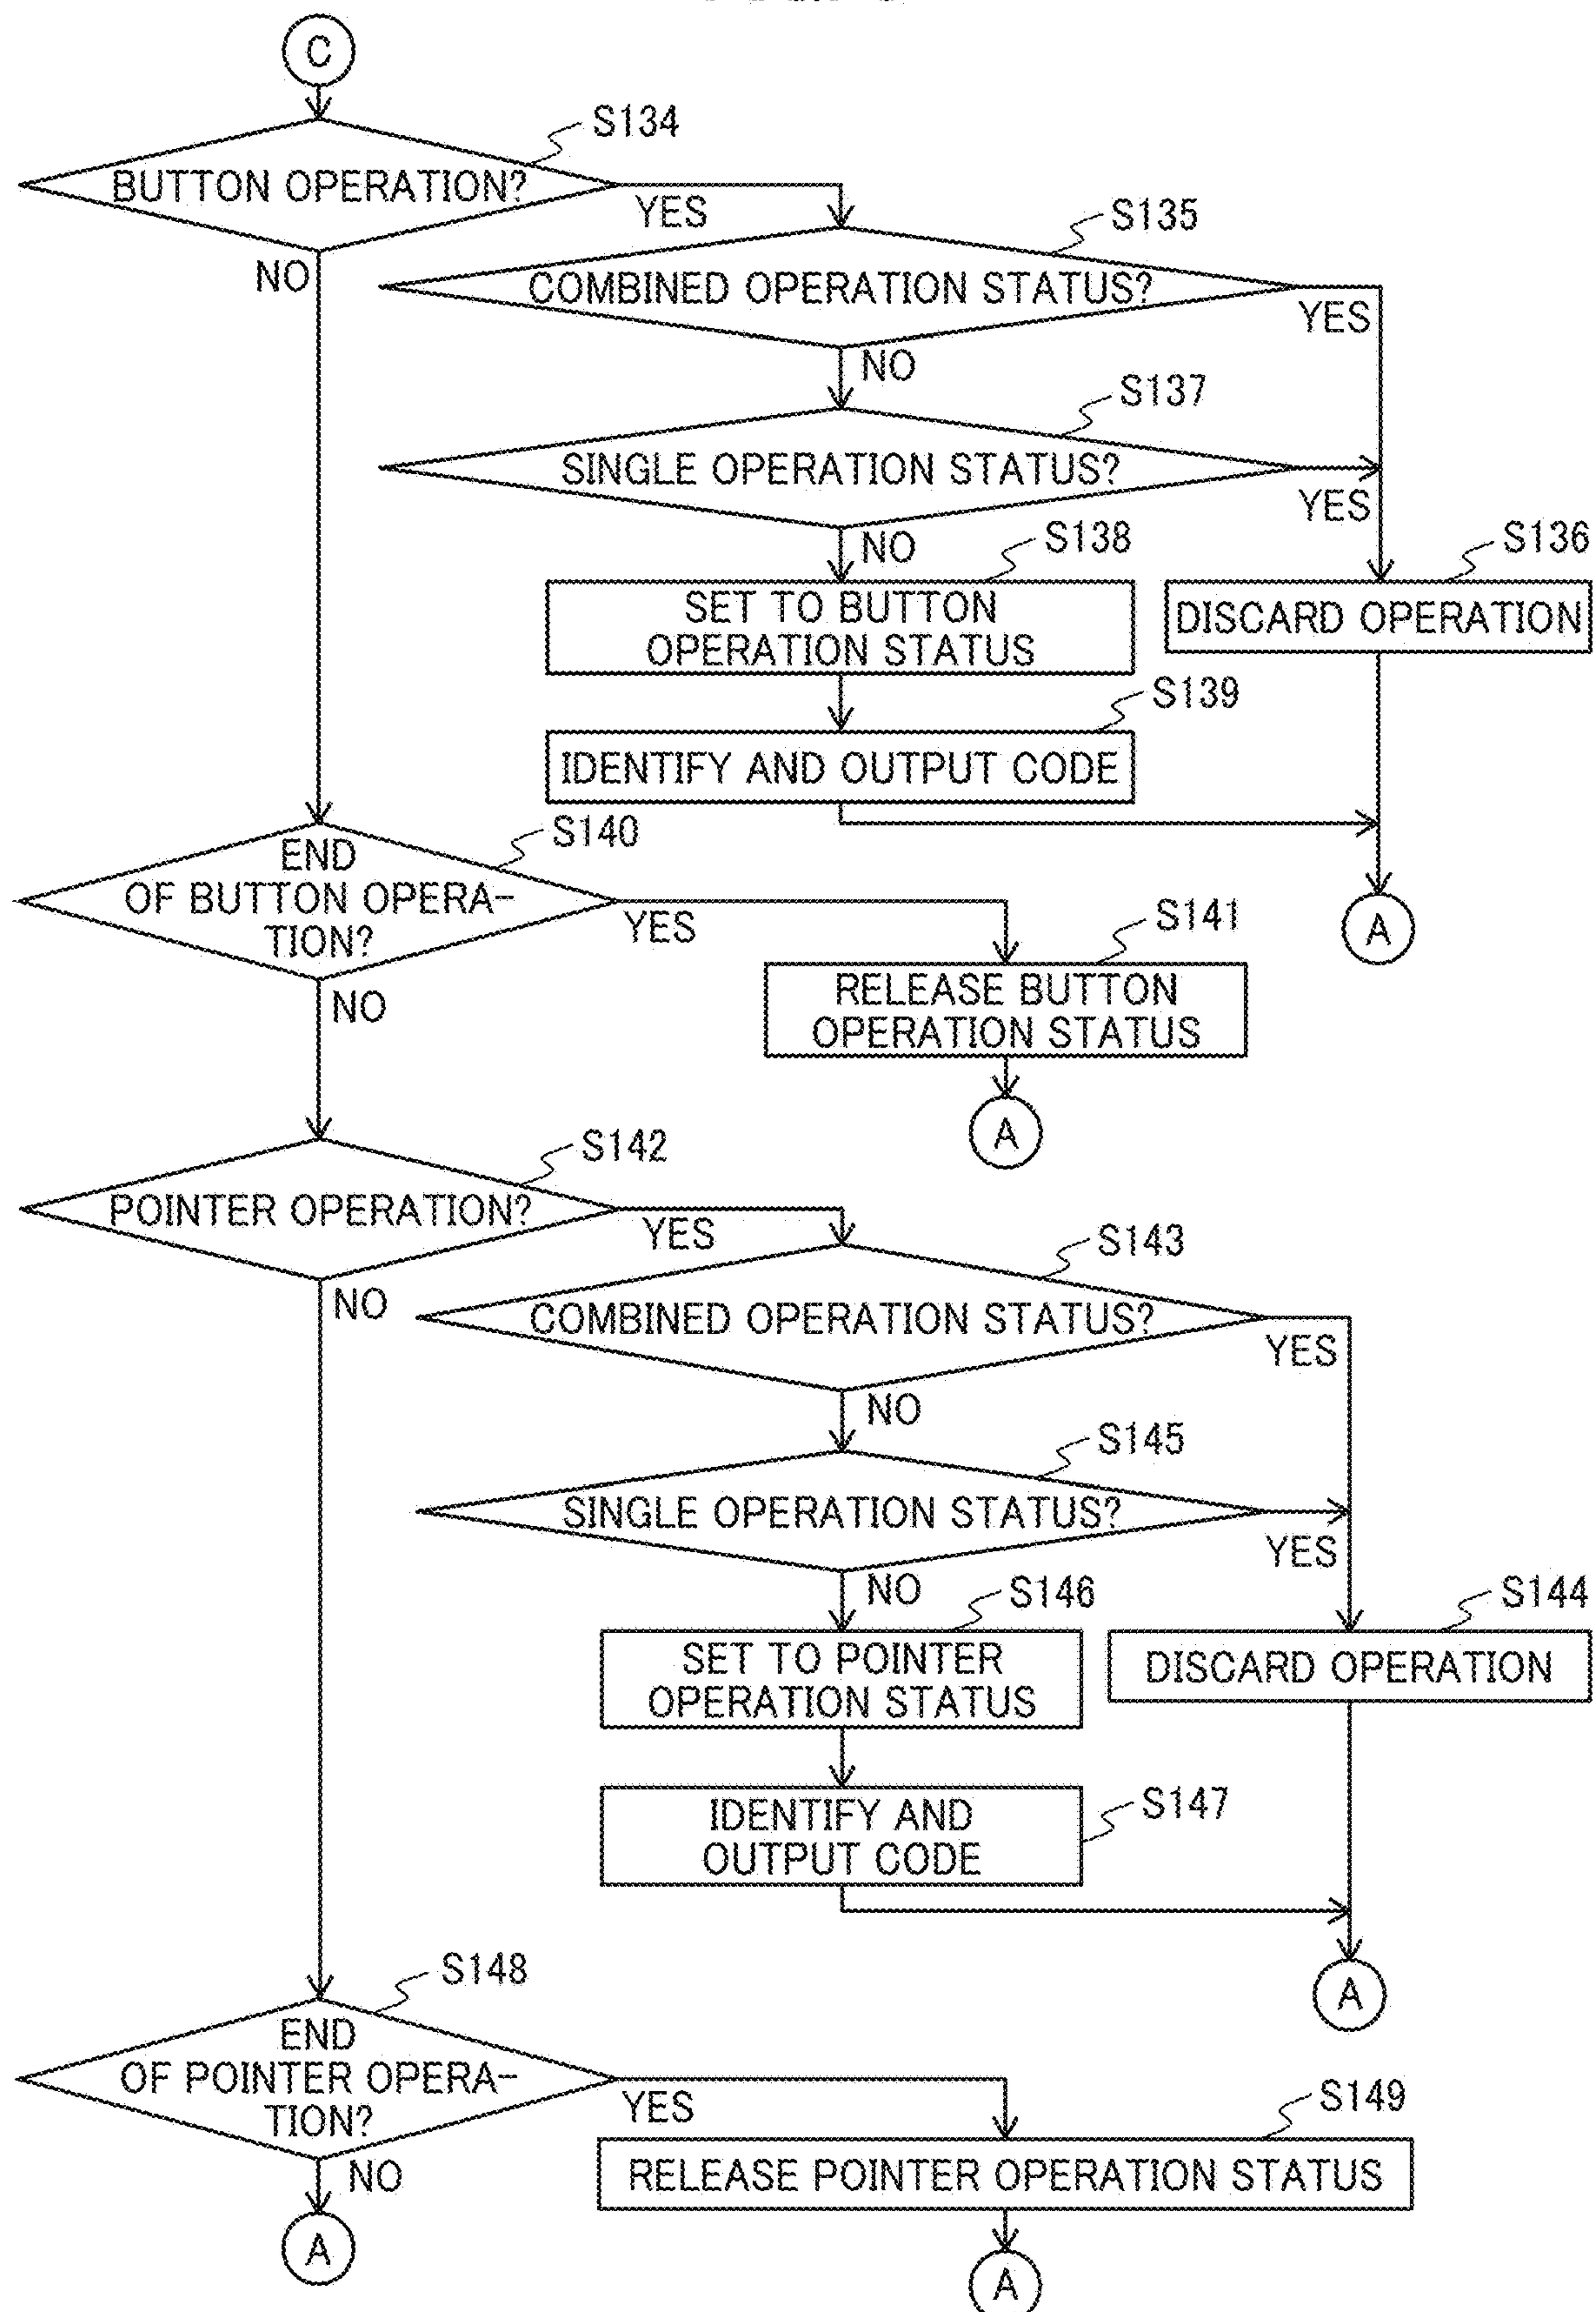 C
S134
BUTTON OPERATION?
YES
S135
NO
COMBINED OPERATION STATUS?
YES
NO
S137
SINGLE OPERATION STATUS?
YES
NO
S138
S136
SET TO BUTTON
OPERATION STATUS
DISCARD OPERATION
S139
IDENTIFY AND OUTPUT CODE
S140
END
OF BUTTON OPERA-
TION?
YES
S141
A
NO
RELEASE BUTTON
OPERATION STATUS
A
S142
POINTER OPERATION?
YES
S143
NO
COMBINED OPERATION STATUS?
YES
NO
S145
SINGLE OPERATION STATUS?
YES
NO
S146
S144
SET TO POINTER
OPERATION STATUS
DISCARD OPERATION
S147
IDENTIFY AND
OUTPUT CODE
S148
A
END
OF POINTER OPERA-
TION?
YES
S149
NO
RELEASE POINTER OPERATION STATUS
A
A